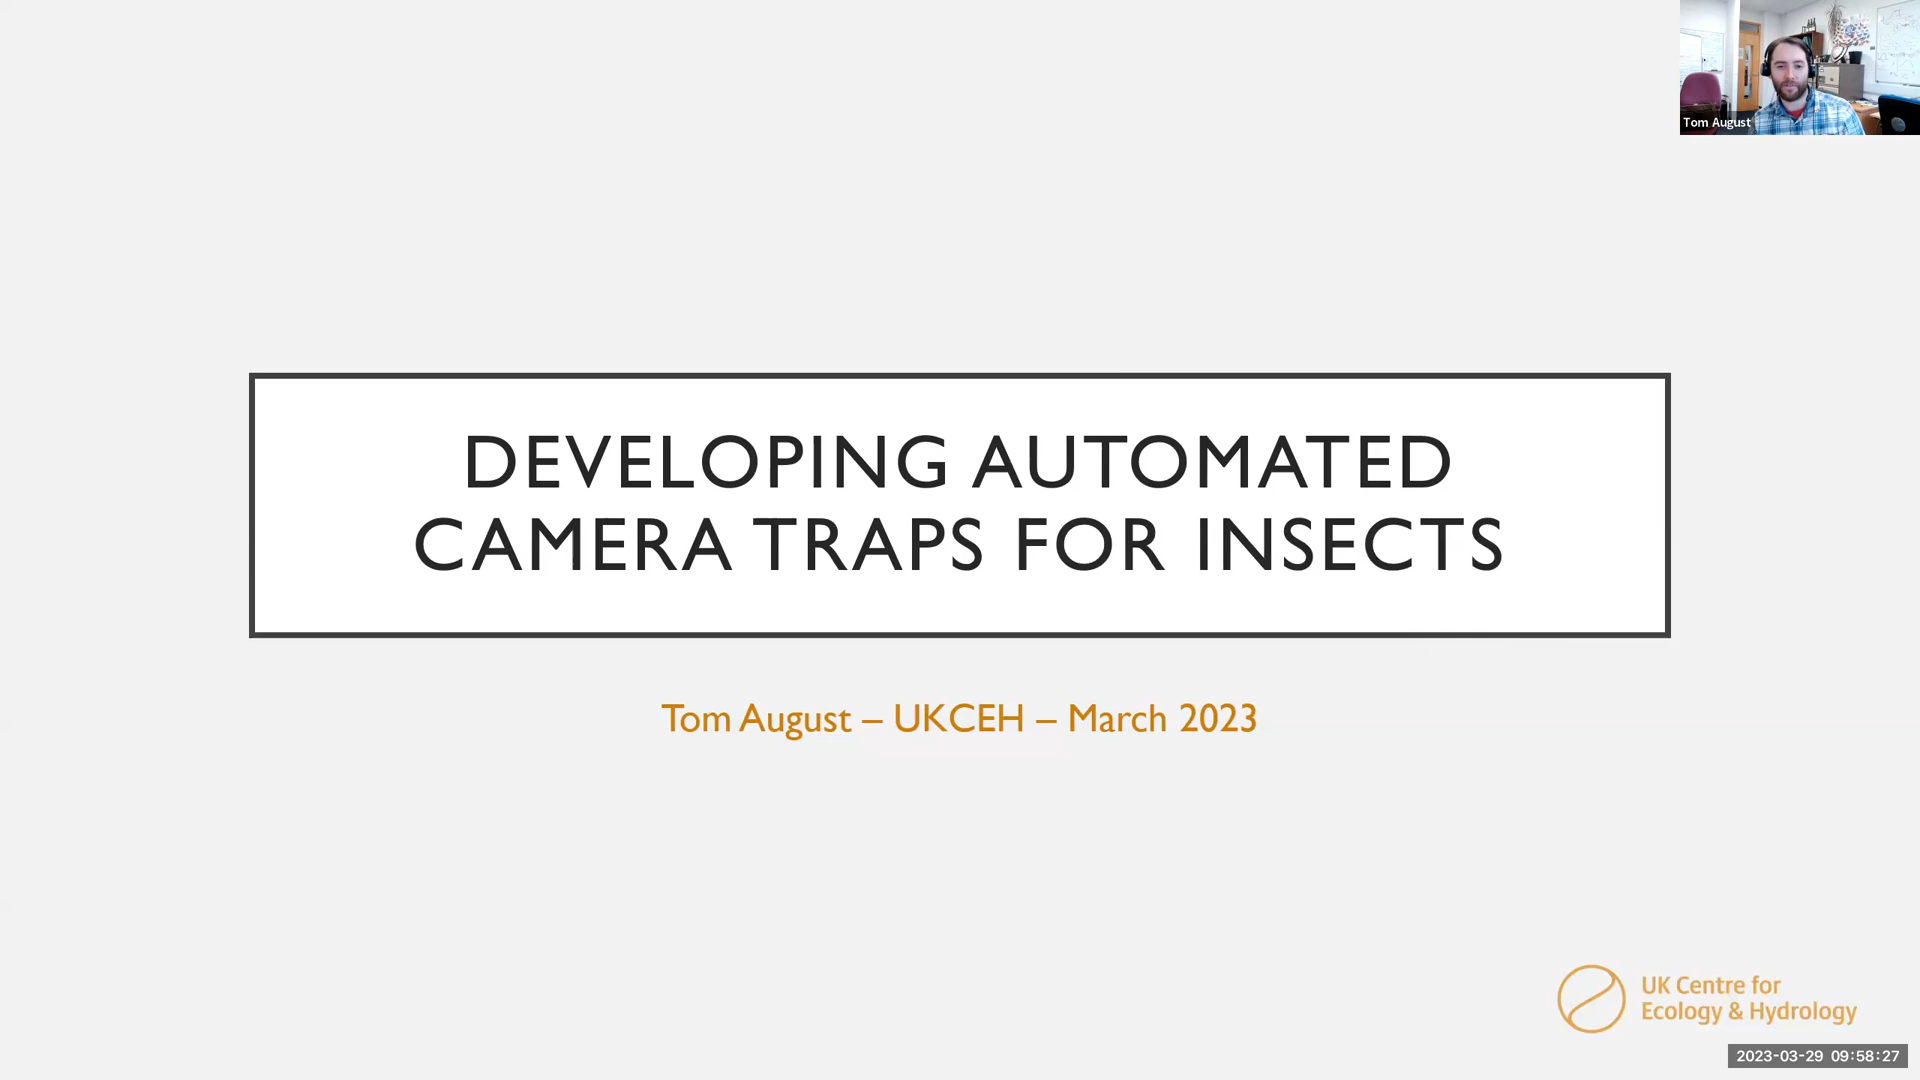 Tom August
DEVELOPING AUTOMATED
CAMERA TRAPS FOR INSECTS
Tom August – UKCEH – March 2023
UK Centre for
Ecology & Hydrology
2023-03-29 09:58:27